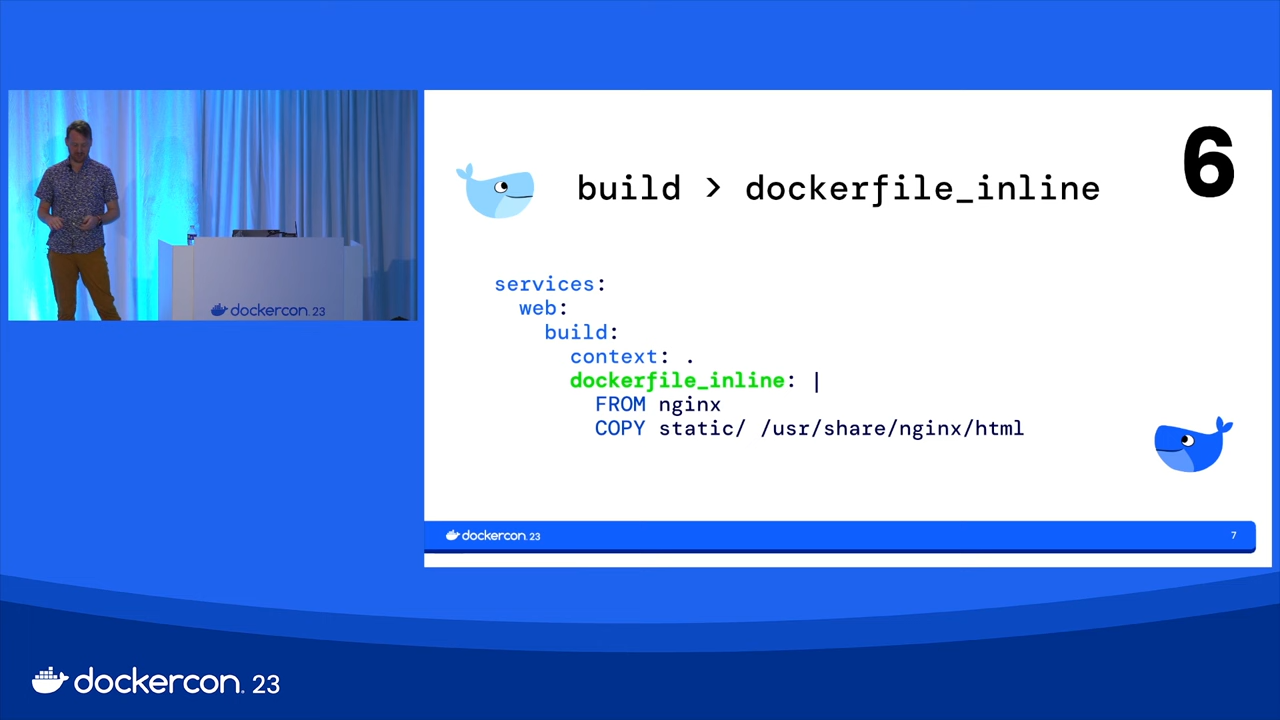 6
build > dockerfile_inline
services:
  web:
    build:
      context: .
      dockerfile_inline: |
        FROM nginx
        COPY static/ /usr/share/nginx/html
dockercon. 23
dockercon. 23
7
dockercon. 23